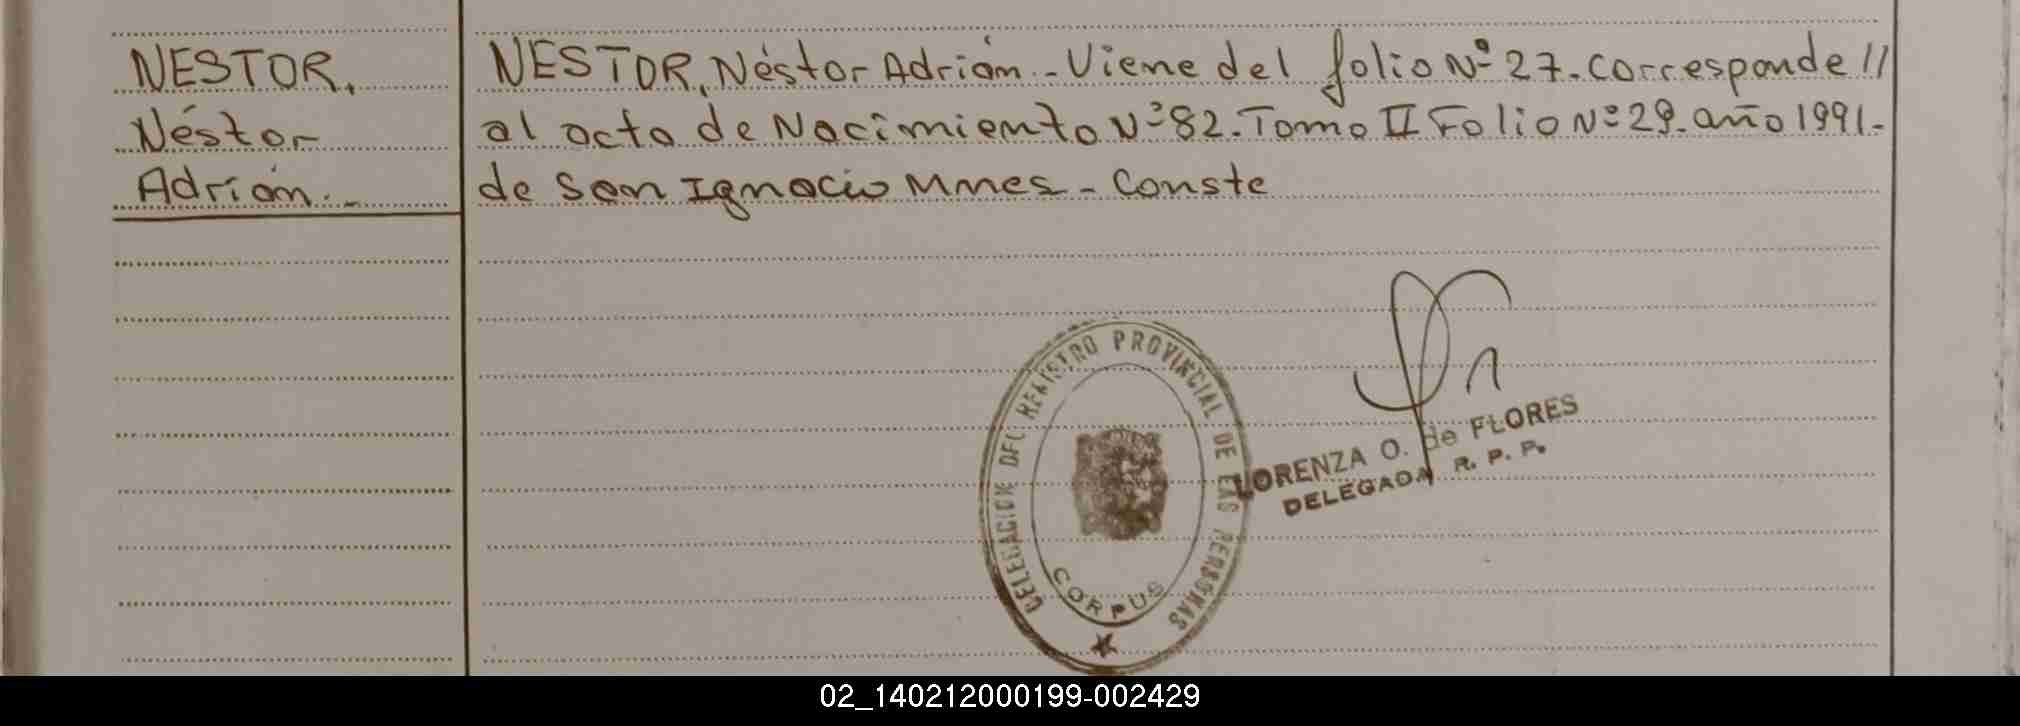 NESTOR,
Néstor
Adrián.-
NESTOR, Néstor Adrián.-Viene del folio Nº 27.-Corresponde //
al acta de Nacimiento Nº 82.-Tomo II Folio Nº 29.-año 1991.-
de San Ignacio Mnes.- Conste
DELEGACION DEL REGISTRO PROVINCIAL DE LAS PERSONAS
CORPUS
LORENZA O. de FLORES
DELEGADA R. P. P.
02_140212000199-002429